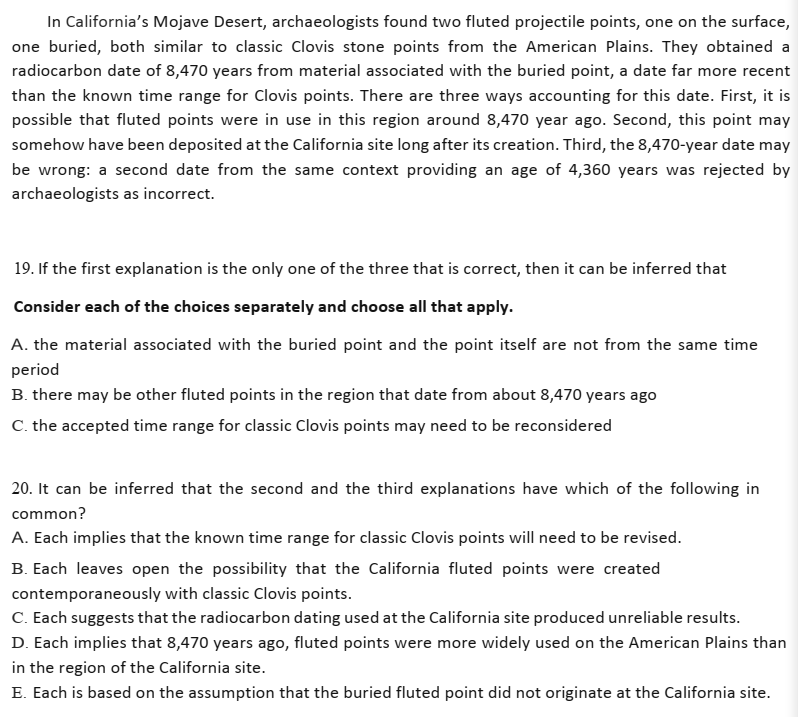 In California’s Mojave Desert, archaeologists found two fluted projectile points, one on the surface,
one buried, both similar to classic Clovis stone points from the American Plains. They obtained a
radiocarbon date of 8,470 years from material associated with the buried point, a date far more recent
than the known time range for Clovis points. There are three ways accounting for this date. First, it is
possible that fluted points were in use in this region around 8,470 year ago. Second, this point may
somehow have been deposited at the California site long after its creation. Third, the 8,470-year date may
be wrong: a second date from the same context providing an age of 4,360 years was rejected by
archaeologists as incorrect.
19. If the first explanation is the only one of the three that is correct, then it can be inferred that
Consider each of the choices separately and choose all that apply.
A. the material associated with the buried point and the point itself are not from the same time
period
B. there may be other fluted points in the region that date from about 8,470 years ago
C. the accepted time range for classic Clovis points may need to be reconsidered
20. It can be inferred that the second and the third explanations have which of the following in
common?
A. Each implies that the known time range for classic Clovis points will need to be revised.
B. Each leaves open the possibility that the California fluted points were created
contemporaneously with classic Clovis points.
C. Each suggests that the radiocarbon dating used at the California site produced unreliable results.
D. Each implies that 8,470 years ago, fluted points were more widely used on the American Plains than
in the region of the California site.
E. Each is based on the assumption that the buried fluted point did not originate at the California site.